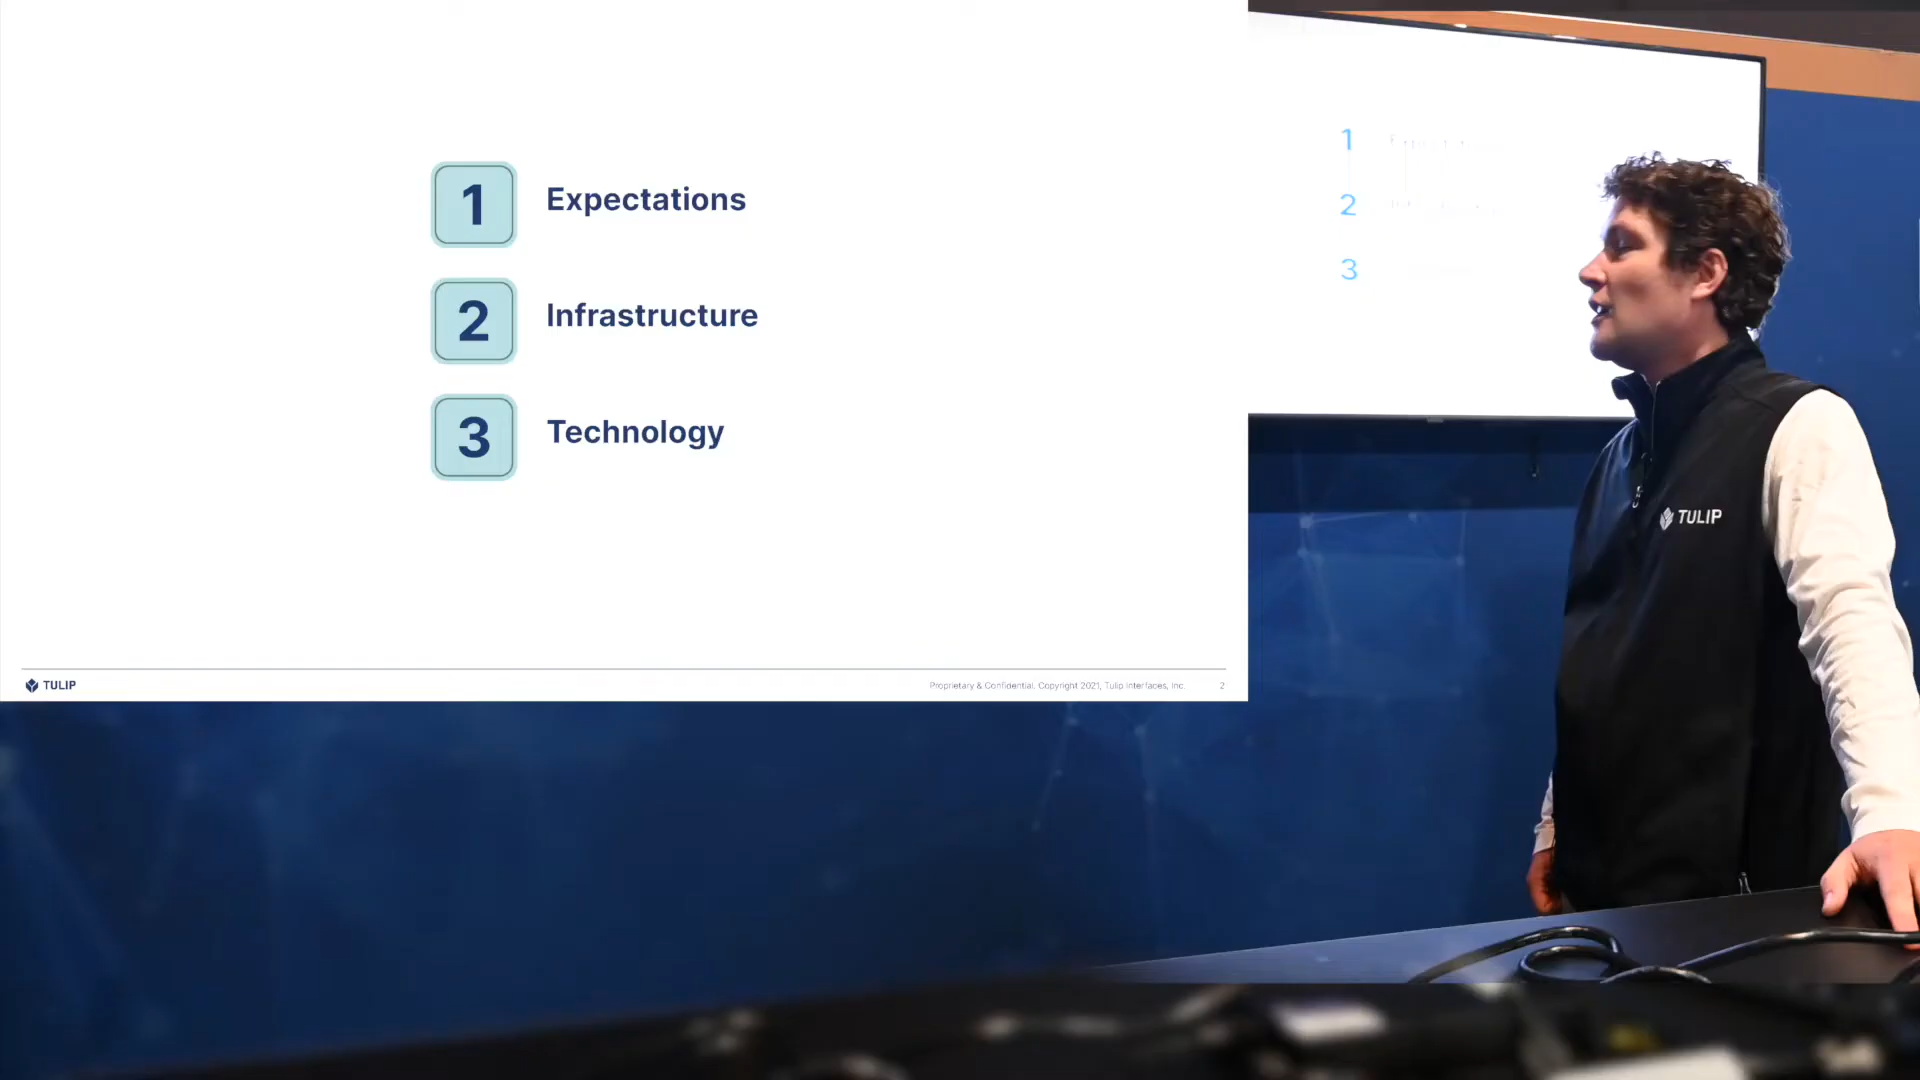 1 Expectations
2 Infrastructure
3 Technology
TULIP
Proprietary & Confidential. Copyright 2021, Tulip Interfaces, Inc. 2
1
2
3
TULIP